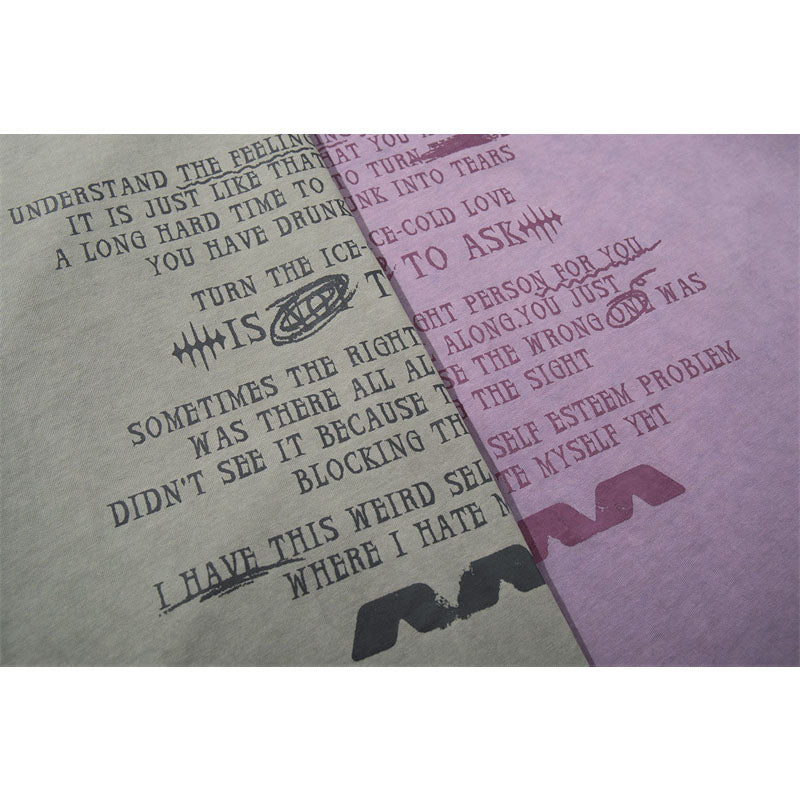 UNDERSTAND THE FEELING
IT IS JUST LIKE THAT YOU
A LONG HARD TIME TO TURN
YOU HAVE DRUNK INTO TEARS
TURN THE ICE-COLD LOVE
IS NOT TO ASK
SOMETIMES THE RIGHT PERSON FOR YOU
WAS THERE ALL ALONG.YOU JUST
DIDN'T SEE IT BECAUSE THE WRONG ONE WAS
BLOCKING THE SIGHT
I HAVE THIS WEIRD SELF ESTEEM PROBLEM
WHERE I HATE MYSELF YET